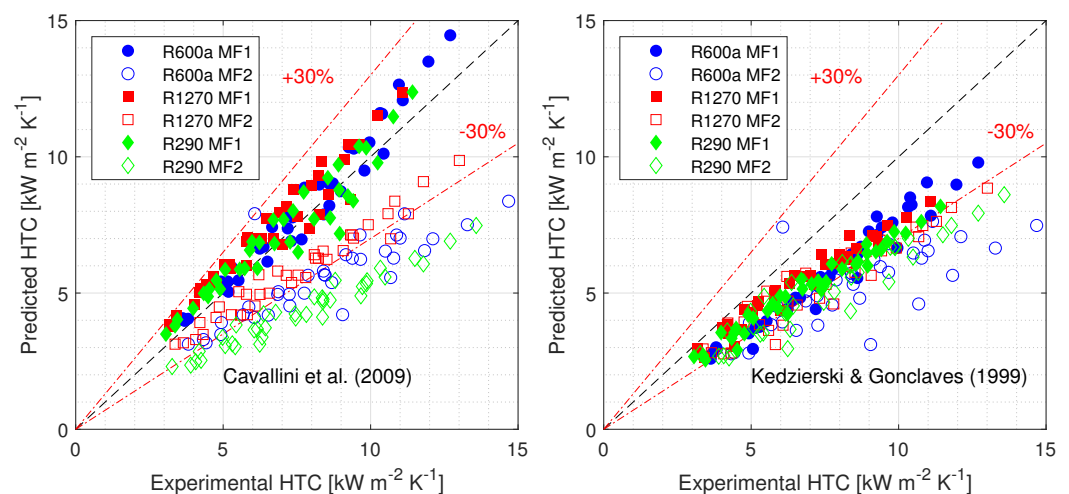 15
10
5
0
0
5
10
15
Predicted HTC [kW m-2 K-1]
Experimental HTC [kW m-2 K-1]
R600a MF1
R600a MF2
R1270 MF1
R1270 MF2
R290 MF1
R290 MF2
+30%
-30%
Cavallini et al. (2009)
15
10
5
0
0
5
10
15
Predicted HTC [kW m-2 K-1]
Experimental HTC [kW m-2 K-1]
R600a MF1
R600a MF2
R1270 MF1
R1270 MF2
R290 MF1
R290 MF2
+30%
-30%
Kedzierski & Gonclaves (1999)